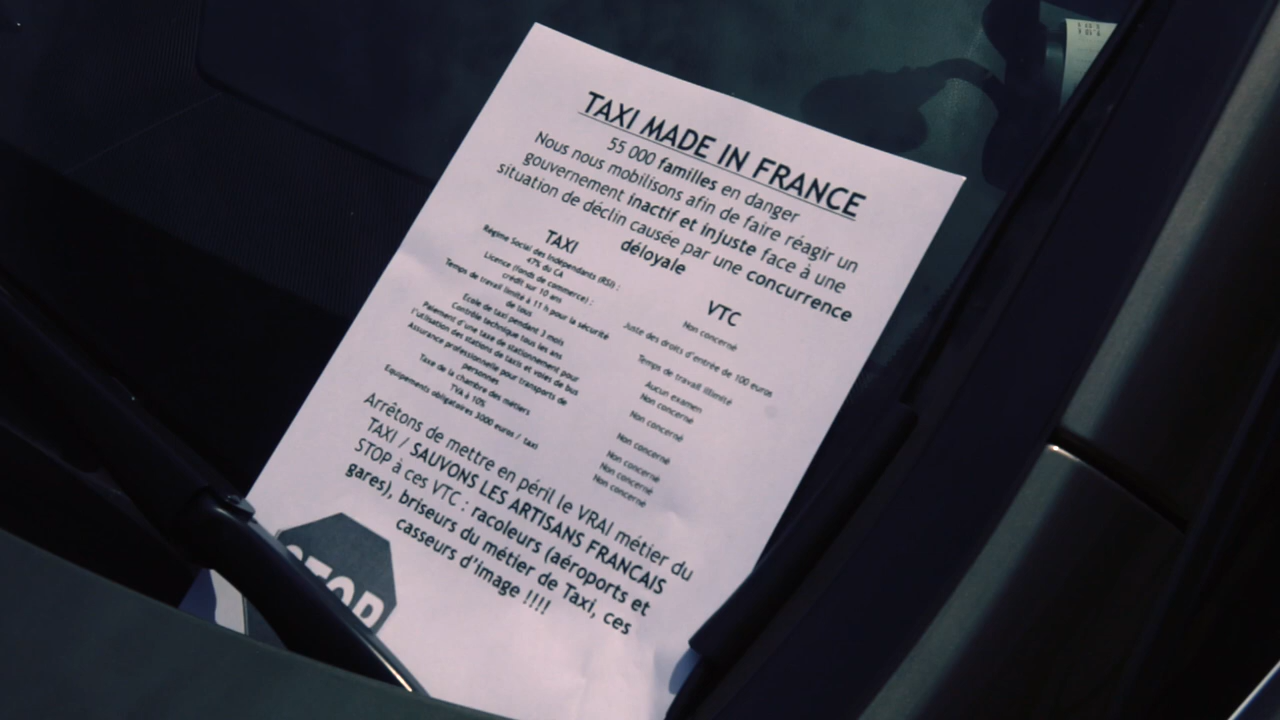 TAXI MADE IN FRANCE
55 000 familles en danger
Nous nous mobilisons afin de faire réagir un
gouvernement inactif et injuste face à une
situation de déclin causée par une concurrence
déloyale
TAXI
Régime Social des Indépendants (RSI) :
47% du CA
Licence (fonds de commerce) :
crédit sur 10 ans
Temps de travail limité à 11 h pour la sécurité
de tous
Ecole de taxi pendant 3 mois
Contrôle technique tous les ans
Paiement d'une taxe de stationnement pour
l'utilisation des stations de taxis et voies de bus
Assurance professionnelle pour transports de
personnes
Taxe de la chambre des métiers
TVA à 10%
Equipements obligatoires 3000 euros / taxi
VTC
Non concerné
Juste des droits d'entrée de 100 euros
Temps de travail illimité
Aucun examen
Non concerné
Non concerné
Non concerné
Non concerné
Non concerné
Non concerné
Arrêtons de mettre en péril le VRAI métier du
TAXI / SAUVONS LES ARTISANS FRANCAIS
STOP à ces VTC : racoleurs (aéroports et
gares), briseurs du métier de Taxi, ces
casseurs d'image !!!!
STOP